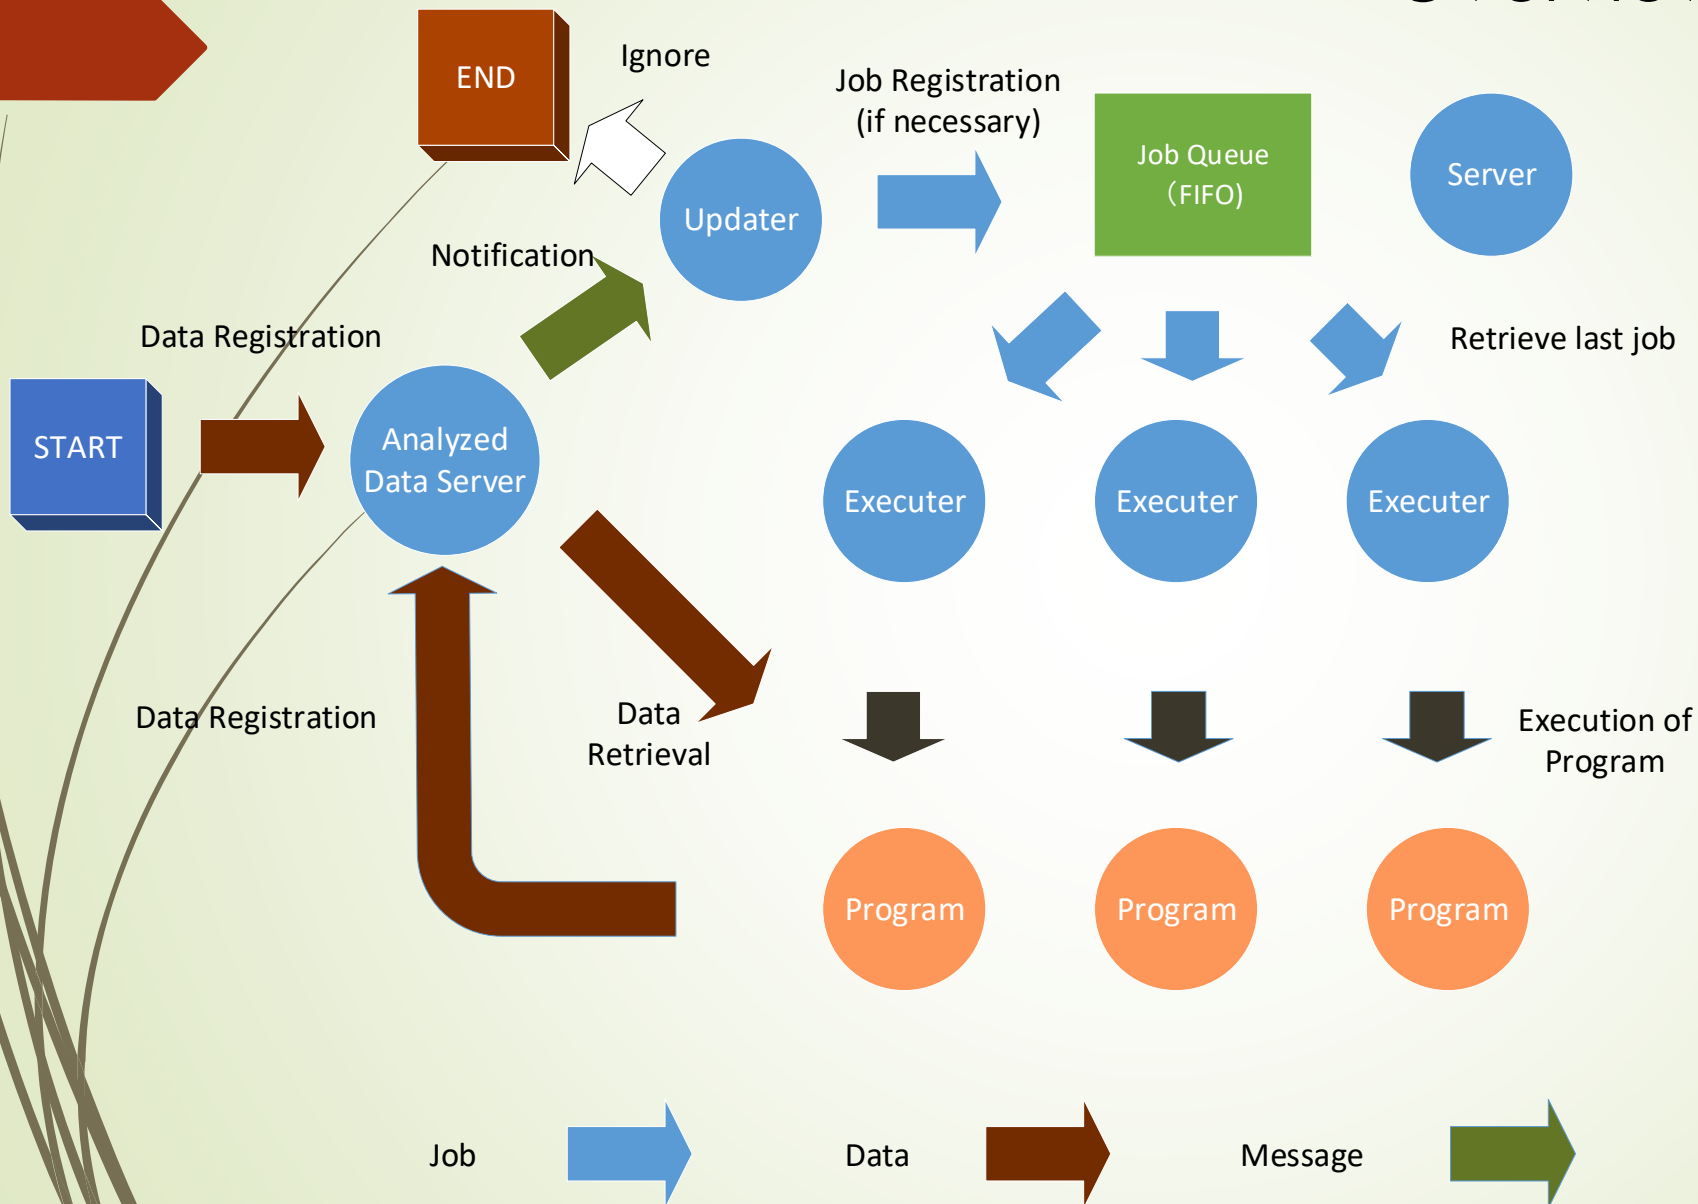 END
Ignore
Job Registration
(if necessary)
Job Queue
（FIFO)
Server
Updater
Notification
Data Registration
Retrieve last job
START
Analyzed
Data Server
Executer
Executer
Executer
Data Registration
Data
Retrieval
Execution of
Program
Program
Program
Program
Job
Data
Message